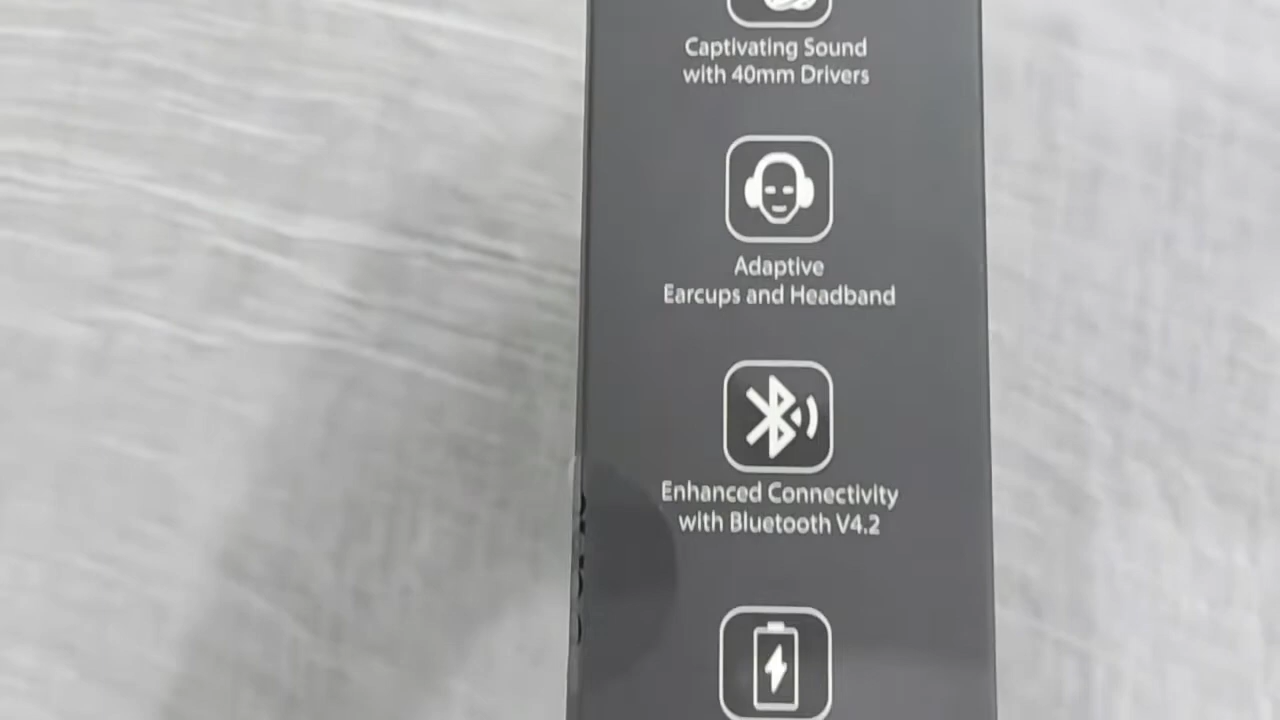 Captivating Sound
with 40mm Drivers
Adaptive
Earcups and Headband
Enhanced Connectivity
with Bluetooth V4.2